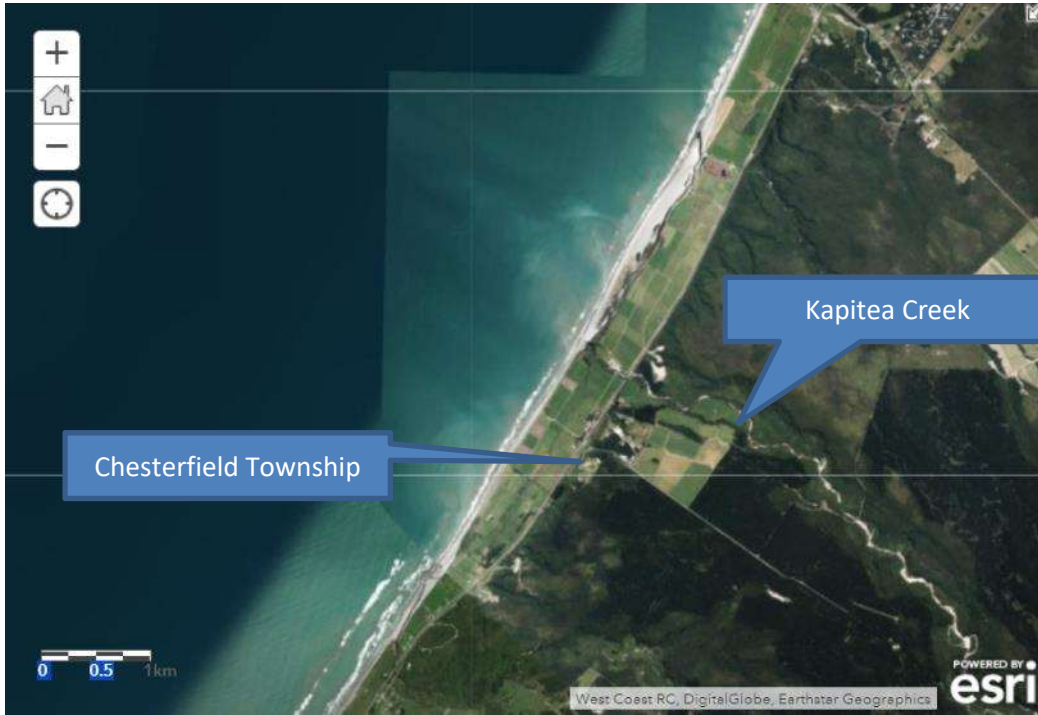 Kapitea Creek
Chesterfield Township
0 0.5 1km
West Coast RC, DigitalGlobe, Earthstar Geographics
POWERED BY
esri